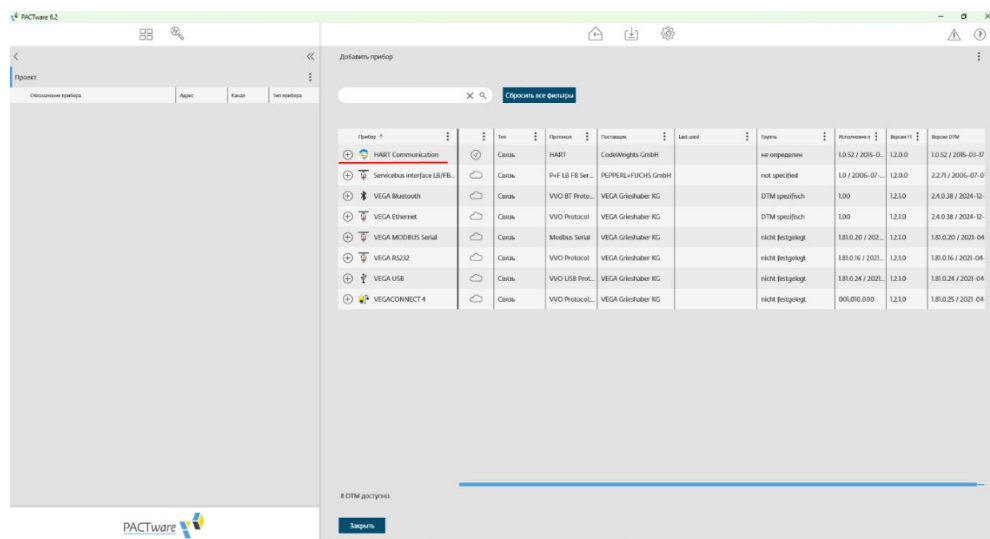 PACTware 6.2
Добавить прибор
Проект
Обозначение прибора Адрес Канал Тип прибора
Сбросить все фильтры
Прибор Тип Протокол Поставщик Last used Группа Версия DTM
HART Communication Связь HART CodeWrights GmbH не определен 1.0.52 / 2015-0... 1.2.0.0 1.0.52 / 2015-03-17
Servicebus interface LB/FB... Связь P+F LB FB Ser... PEPPERL+FUCHS GmbH not specified 1.0 / 2006-07-... 1.2.0.0 2.2.71 / 2006-07-0
VEGA Bluetooth Связь VVO BT Proto... VEGA Grieshaber KG DTM spezifisch 1.00 1.2.1.0 2.4.0.38 / 2024-12-
VEGA Ethernet Связь VVO Protocol VEGA Grieshaber KG DTM spezifisch 1.00 1.2.1.0 2.4.0.38 / 2024-12-
VEGA MODBUS Serial Связь Modbus Serial VEGA Grieshaber KG nicht festgelegt 1.81.0.20 / 202... 1.2.1.0 1.81.0.20 / 2021-04
VEGA RS232 Связь VVO Protocol VEGA Grieshaber KG nicht festgelegt 1.81.0.16 / 2021... 1.2.1.0 1.81.0.16 / 2021-04-
VEGA USB Связь VVO USB Prot... VEGA Grieshaber KG nicht festgelegt 1.81.0.24 / 2021... 1.2.1.0 1.81.0.24 / 2021-04-
VEGACONNECT 4 Связь VVO Protocol;... VEGA Grieshaber KG nicht festgelegt 001.010.000 1.2.1.0 1.81.0.25 / 2021-04-
8 DTM доступно.
Закрыть
PACTware